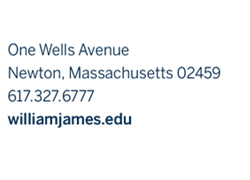 One Wells Avenue
Newton, Massachusetts 02459
617.327.6777
williamjames.edu